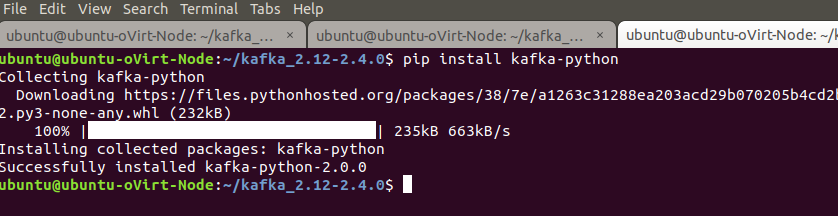 File Edit View Search Terminal Tabs Help
ubuntu@ubuntu-oVirt-Node: ~/kafka_... × ubuntu@ubuntu-oVirt-Node: ~/kafka_... × ubuntu@ubuntu-oVirt-Node: ~/kafka_
ubuntu@ubuntu-oVirt-Node:~/kafka_2.12-2.4.0$ pip install kafka-python
Collecting kafka-python
Downloading https://files.pythonhosted.org/packages/38/7e/a1263c31288ea203acd29b070205b4cd2b
2.py3-none-any.whl (232kB)
100% | | 235kB 663kB/s
Installing collected packages: kafka-python
Successfully installed kafka-python-2.0.0
ubuntu@ubuntu-oVirt-Node:~/kafka_2.12-2.4.0$